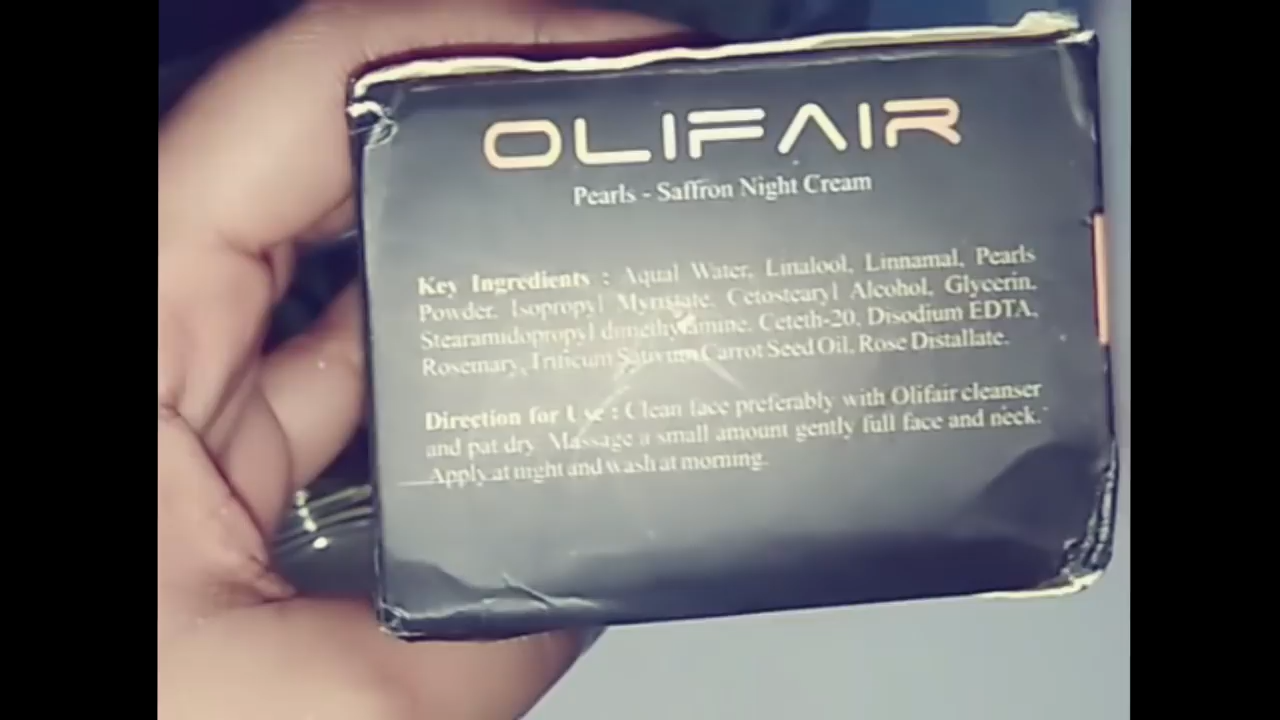 OLIFAIR
Pearls - Saffron Night Cream
Key Ingredients : Aqual Water, Linalool, Linnamal, Pearls
Powder, Isopropyl Myristate, Cetostearyl Alcohol, Glycerin,
Stearamidopropyl dimethylamine, Ceteth-20, Disodium EDTA,
Rosemary, Triticum Sativum Carrot Seed Oil, Rose Distallate.
Direction for Use : Clean face preferably with Olifair cleanser
and pat dry. Massage a small amount gently full face and neck.
Apply at night and wash at morning.